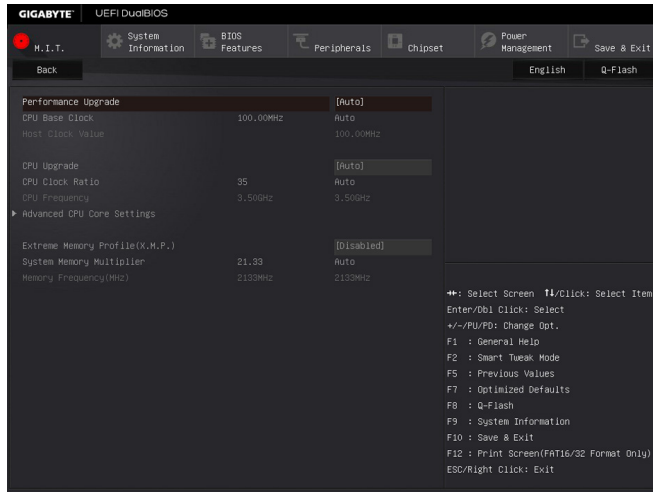 GIGABYTE™ UEFI DualBIOS
M.I.T.
System Information
BIOS Features
Peripherals
Chipset
Power Management
Save & Exit
Back
English
Q-Flash
Performance Upgrade [Auto]
CPU Base Clock 100.00MHz Auto
Host Clock Value 100.00MHz
CPU Upgrade [Auto]
CPU Clock Ratio 35 Auto
CPU Frequency 3.50GHz 3.50GHz
Advanced CPU Core Settings
Extreme Memory Profile(X.M.P.) [Disabled]
System Memory Multiplier 21.33 Auto
Memory Frequency(MHz) 2133MHz 2133MHz
→←: Select Screen ↑↓/Click: Select Item
Enter/Dbl Click: Select
+/-/PU/PD: Change Opt.
F1 : General Help
F2 : Smart Tweak Mode
F5 : Previous Values
F7 : Optimized Defaults
F8 : Q-Flash
F9 : System Information
F10 : Save & Exit
F12 : Print Screen(FAT16/32 Format Only)
ESC/Right Click: Exit